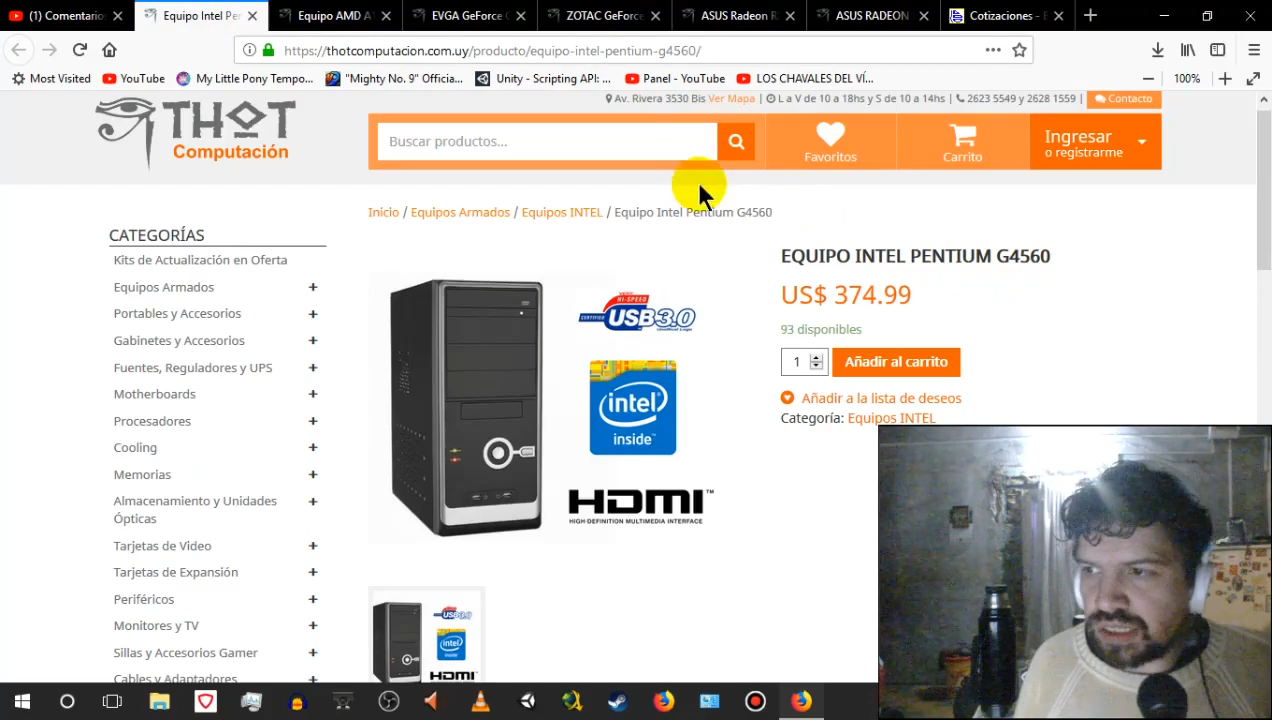 (1) Comentario
Equipo Intel Pe
Equipo AMD A
EVGA GeForce
ZOTAC GeForce
ASUS Radeon R
ASUS RADEON
Cotizaciones - B
https://thotcomputacion.com.uy/producto/equipo-intel-pentium-g4560/
Most Visited
YouTube
My Little Pony Tempo...
"Mighty No. 9" Officia...
Unity - Scripting API: ...
Panel - YouTube
LOS CHAVALES DEL VÍ...
100%
THOT
Computación
Av. Rivera 3530 Bis Ver Mapa | L a V de 10 a 18hs y S de 10 a 14hs | 2623 5549 y 2628 1559 | Contacto
Buscar productos...
Favoritos
Carrito
Ingresar
o registrarme
Inicio / Equipos Armados / Equipos INTEL / Equipo Intel Pentium G4560
CATEGORÍAS
Kits de Actualización en Oferta
Equipos Armados +
Portables y Accesorios +
Gabinetes y Accesorios +
Fuentes, Reguladores y UPS +
Motherboards +
Procesadores +
Cooling +
Memorias +
Almacenamiento y Unidades +
Ópticas
Tarjetas de Video +
Tarjetas de Expansión +
Periféricos +
Monitores y TV +
Sillas y Accesorios Gamer +
Cables y Adaptadores +
HI-SPEED
CERTIFIED USB3.0
intel
inside™
HDMI™
HIGH-DEFINITION MULTIMEDIA INTERFACE
EQUIPO INTEL PENTIUM G4560
US$ 374.99
93 disponibles
1
Añadir al carrito
Añadir a la lista de deseos
Categoría: Equipos INTEL
USB3.0
intel
inside
HDMI